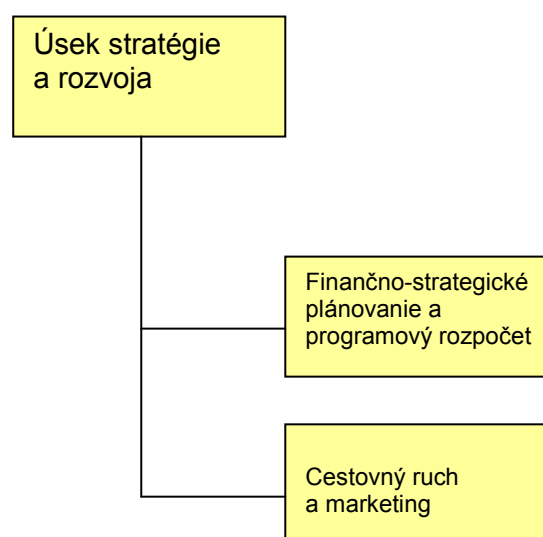 Úsek stratégie
a rozvoja
Finančno-strategické
plánovanie a
programový rozpočet
Cestovný ruch
a marketing